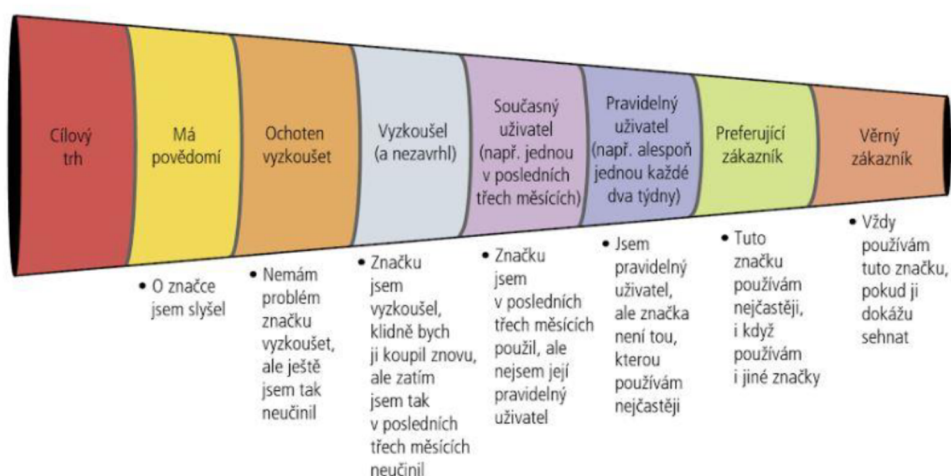 Cílový
trh
Má
povědomí
Ochoten
vyzkoušet
Vyzkoušel
(a nezavrhl)
Současný
uživatel
(např. jednou
v posledních
třech měsících)
Pravidelný
uživatel
(např. alespoň
jednou každé
dva týdny)
Preferující
zákazník
Věrný
zákazník
• O značce
jsem slyšel
• Nemám
problém
značku
vyzkoušet,
ale ještě
jsem tak
neučinil
• Značku
jsem
vyzkoušel,
klidně bych
ji koupil znovu,
ale zatím
jsem tak
v posledních
třech měsících
neučinil
• Značku
jsem
v posledních
třech měsících
použil, ale
nejsem její
pravidelný
uživatel
• Jsem
pravidelný
uživatel,
ale značka
není tou,
kterou
používám
nejčastěji
• Tuto
značku
používám
nejčastěji,
i když
používám
i jiné značky
• Vždy
používám
tuto značku,
pokud ji
dokážu
sehnat